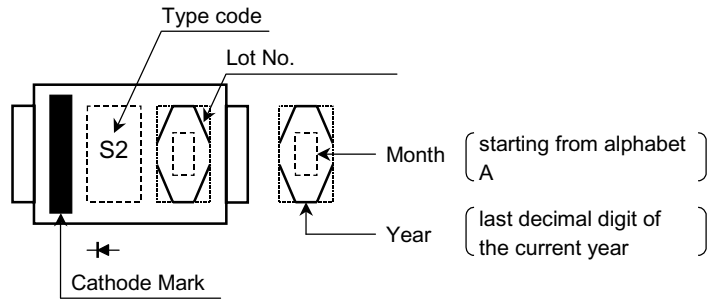 Type code
Lot No.
S2
Month
starting from alphabet
A
Year
last decimal digit of
the current year
Cathode Mark